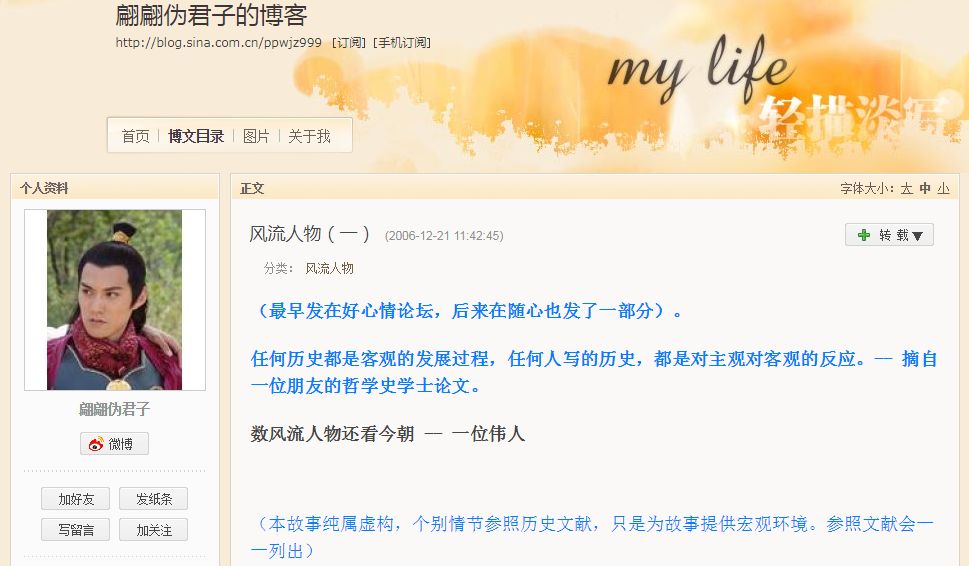 翩翩伪君子的博客
http://blog.sina.com.cn/ppwjz999 [订阅] [手机订阅]
my life
轻描淡写
首页 博文目录 图片 关于我
个人资料
翩翩伪君子
微博
加好友 发纸条
写留言 加关注
正文
字体大小：大 中 小
风流人物（一） (2006-12-21 11:42:45)
转载▼
分类： 风流人物
（最早发在好心情论坛，后来在随心也发了一部分）。
任何历史都是客观的发展过程，任何人写的历史，都是对主观对客观的反应。-- 摘自
一位朋友的哲学史学士论文。
数风流人物还看今朝 -- 一位伟人
（本故事纯属虚构，个别情节参照历史文献，只是为故事提供宏观环境。参照文献会一
一列出）